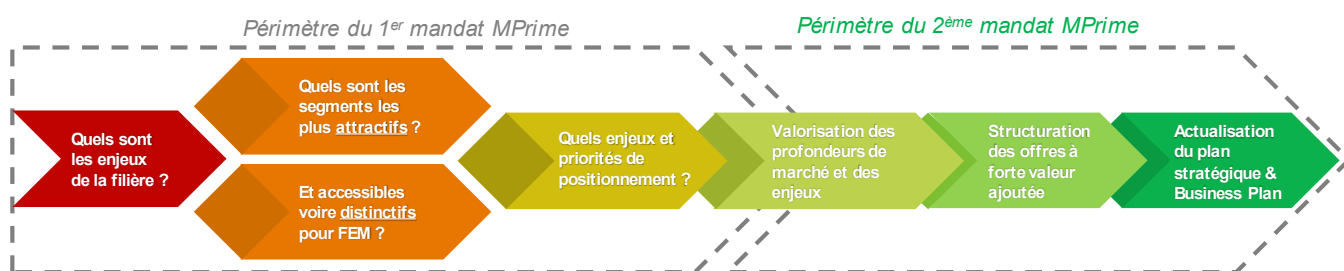 Périmètre du 1er mandat MPrime
Périmètre du 2ème mandat MPrime
Quels sont
les enjeux
de la filière ?
Quels sont les
segments les
plus attractifs ?
Et accessibles
voire distinctifs
pour FEM ?
Quels enjeux et
priorités de
positionnement ?
Valorisation des
profondeurs de
marché et des
enjeux
Structuration
des offres à
forte valeur
ajoutée
Actualisation
du plan
stratégique &
Business Plan